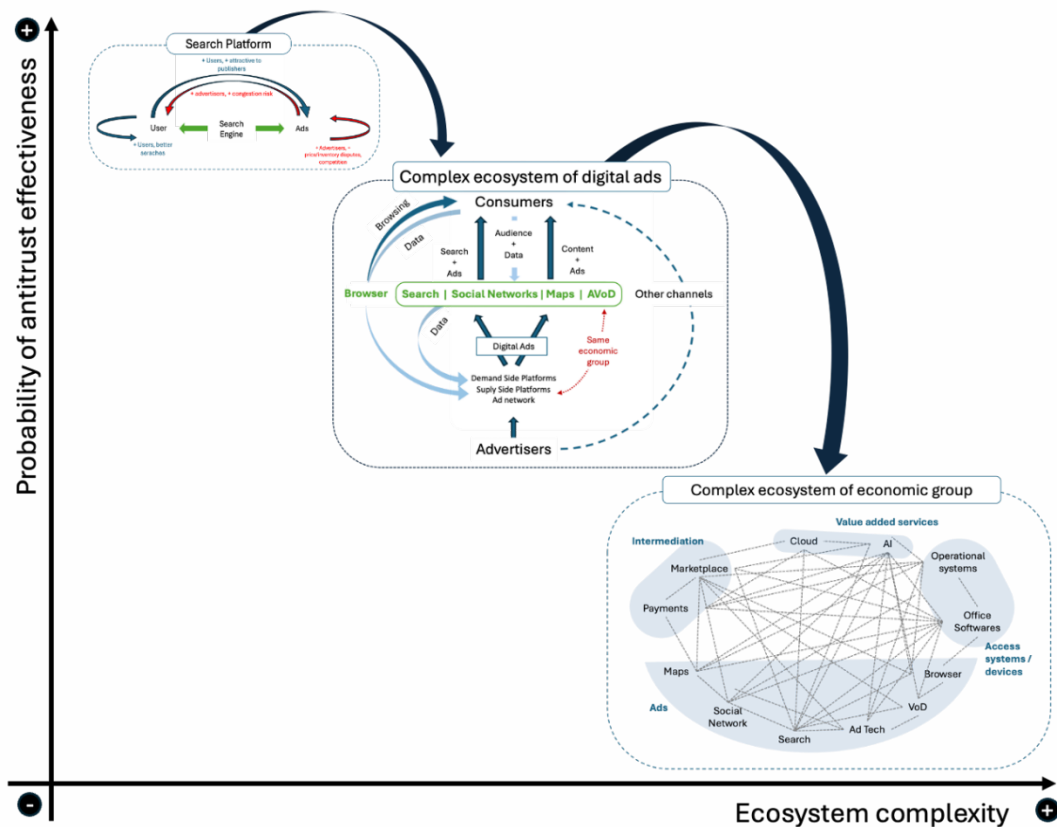 +
Probability of antitrust effectiveness
Search Platform
+ Users, + attractive to
publishers
+ advertisers, + congestion risk
User
Search
Engine
Ads
+ Users, better
+ Advertisers, -
competition
Complex ecosystem of digital ads
Consumers
Browsing
Data
Search
+
Ads
Audience
+
Data
Content
+
Ads
Browser
Search | Social Networks | Maps | AVoD
Other channels
Data
Digital Ads
Same
economic
group
Demand Side Platforms
Suply Side Platforms
Ad network
Advertisers
Complex ecosystem of economic group
Value added services
Intermediation
Cloud
AI
Operational
systems
Marketplace
Payments
Office
Softwares
Access
systems /
devices
Maps
Browser
Ads
Social
Network
VoD
Ad Tech
Search
-
Ecosystem complexity
+